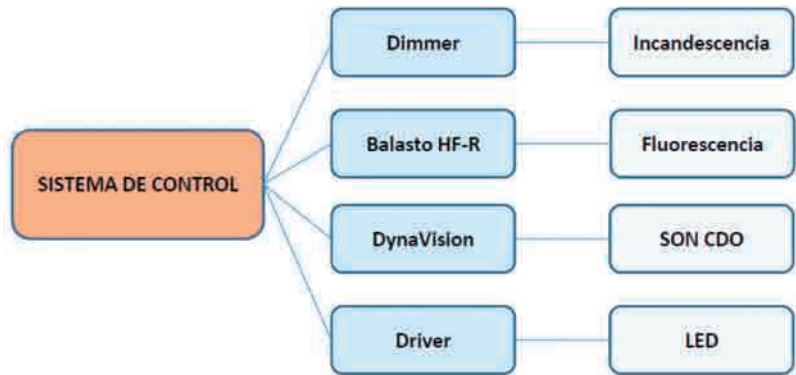 Dimmer
Incandescencia
Balasto HF-R
Fluorescencia
SISTEMA DE CONTROL
DynaVision
SON CDO
Driver
LED